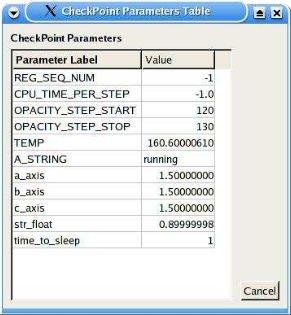 CheckPoint Parameters Table
CheckPoint Parameters
Parameter Label Value
REG_SEQ_NUM -1
CPU_TIME_PER_STEP -1.0
OPACITY_STEP_START 120
OPACITY_STEP_STOP 130
TEMP 160.60000610
A_STRING running
a_axis 1.50000000
b_axis 1.50000000
c_axis 1.50000000
str_float 0.89999998
time_to_sleep 1
Cancel